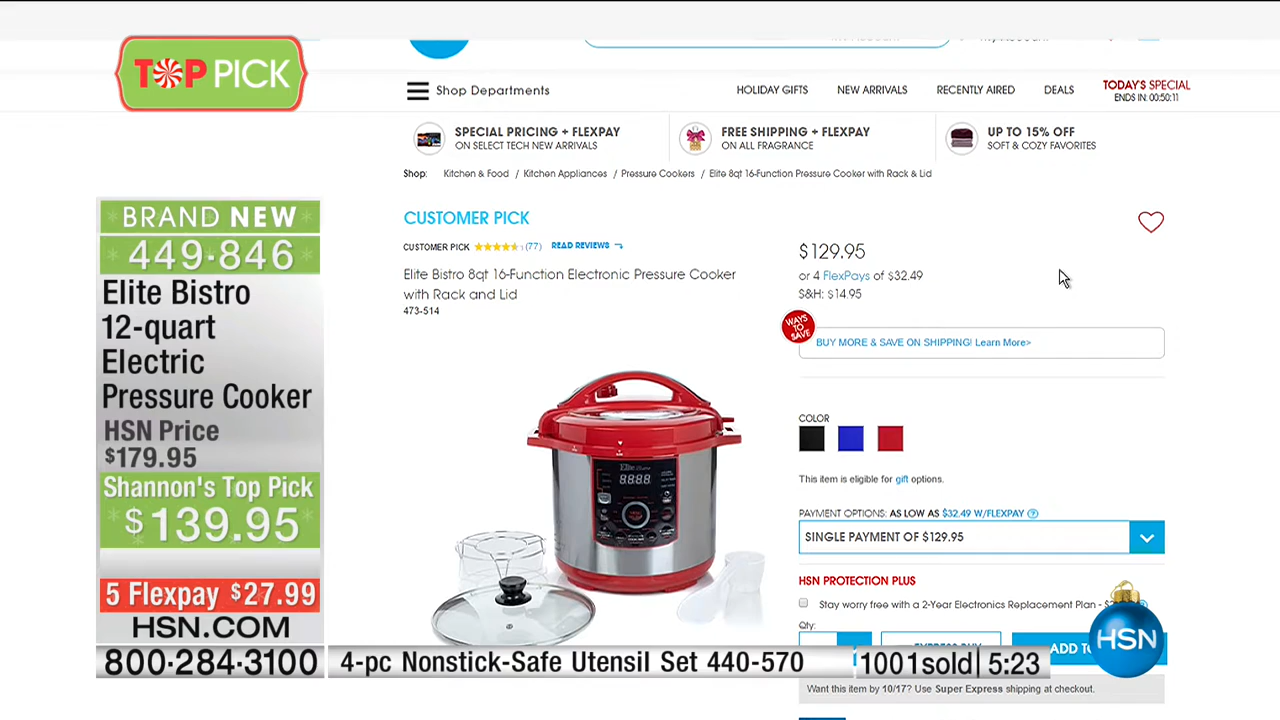 TOP PICK
BRAND NEW
449-846
Elite Bistro
12-quart
Electric
Pressure Cooker
HSN Price
$179.95
Shannon's Top Pick
$139.95
5 Flexpay $27.99
HSN.COM
800-284-3100
4-pc Nonstick-Safe Utensil Set 440-570
1001sold
5:23
Shop Departments
HOLIDAY GIFTS
NEW ARRIVALS
RECENTLY AIRED
DEALS
TODAY'S SPECIAL
ENDS IN: 00:50:11
SPECIAL PRICING + FLEXPAY
ON SELECT TECH NEW ARRIVALS
FREE SHIPPING + FLEXPAY
ON ALL FRAGRANCE
UP TO 15% OFF
SOFT & COZY FAVORITES
Shop: Kitchen & Food / Kitchen Appliances / Pressure Cookers / Elite 8qt 16-Function Pressure Cooker with Rack & Lid
CUSTOMER PICK
CUSTOMER PICK (77) READ REVIEWS
Elite Bistro 8qt 16-Function Electronic Pressure Cooker
with Rack and Lid
473-514
$129.95
or 4 FlexPays of $32.49
S&H: $14.95
WAYS
TO
SAVE
BUY MORE & SAVE ON SHIPPING! Learn More>
COLOR
This item is eligible for gift options.
PAYMENT OPTIONS: AS LOW AS $32.49 W/FLEXPAY
SINGLE PAYMENT OF $129.95
HSN PROTECTION PLUS
Stay worry free with a 2-Year Electronics Replacement Plan -
Qty:
ADD
HSN
Want this item by 10/17? Use Super Express shipping at checkout.
Elite Bistro
8.8.8.8.